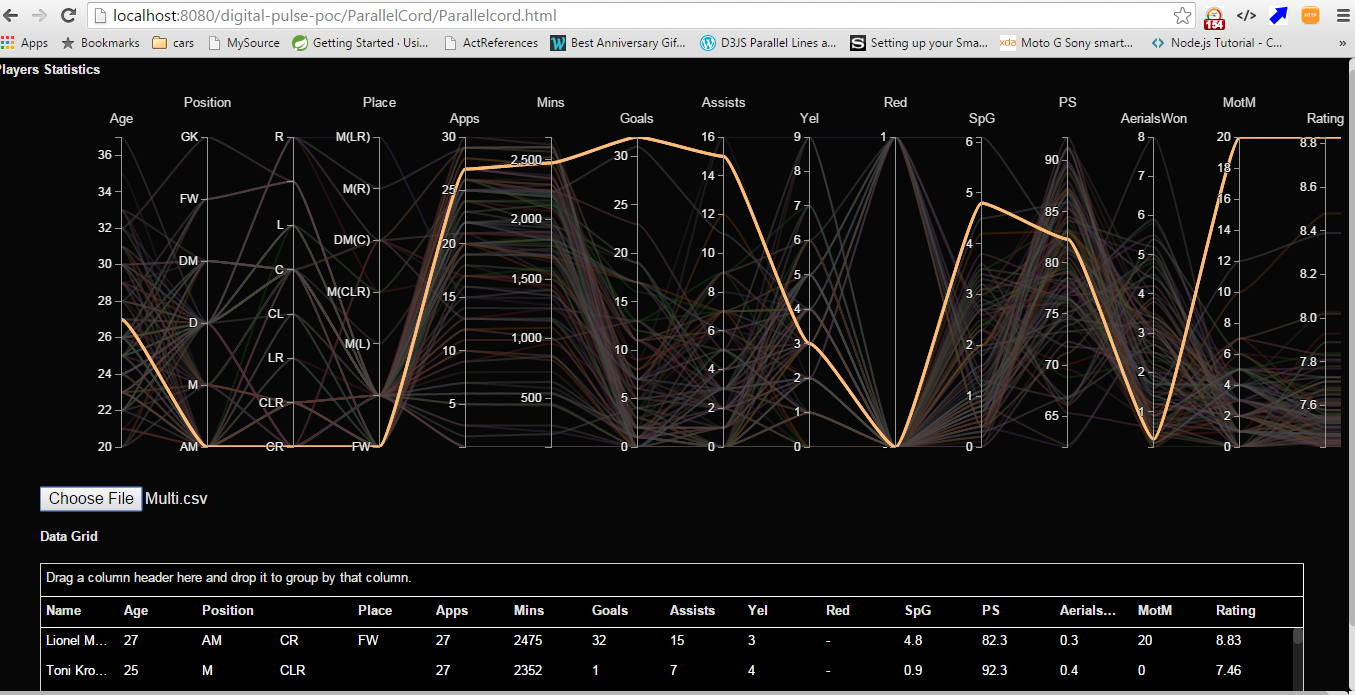 localhost:8080/digital-pulse-poc/ParallelCord/Parallelcord.html
154 </> HTTP
Apps Bookmarks cars MySource Getting Started · Usi... ActReferences W Best Anniversary Gif... D3JS Parallel Lines a... S Setting up your Sma... xda Moto G Sony smart... Node.js Tutorial - C... »
Players Statistics
Position Place Mins Assists Red PS MotM
Age Apps Goals Yel SpG AerialsWon Rating
36 34 32 30 28 26 24 22 20
GK FW DM D M AM
R L C CL LR CLR CR
M(LR) M(R) DM(C) M(CLR) M(L) FW
30 25 20 15 10 5
2,500 2,000 1,500 1,000 500
30 25 20 15 10 5 0
16 14 12 10 8 6 4 2 0
9 8 7 6 5 4 3 2 1 0
1
6 5 4 3 2 1 0
90 85 80 75 70 65
8 7 6 5 4 3 2 1
20 18 16 14 12 10 8 6 4 2 0
8.8 8.6 8.4 8.2 8.0 7.8 7.6
Choose File Multi.csv
Data Grid
Drag a column header here and drop it to group by that column.
Name Age Position Place Apps Mins Goals Assists Yel Red SpG PS Aerials... MotM Rating
Lionel M... 27 AM CR FW 27 2475 32 15 3 - 4.8 82.3 0.3 20 8.83
Toni Kro... 25 M CLR 27 2352 1 7 4 - 0.9 92.3 0.4 0 7.46